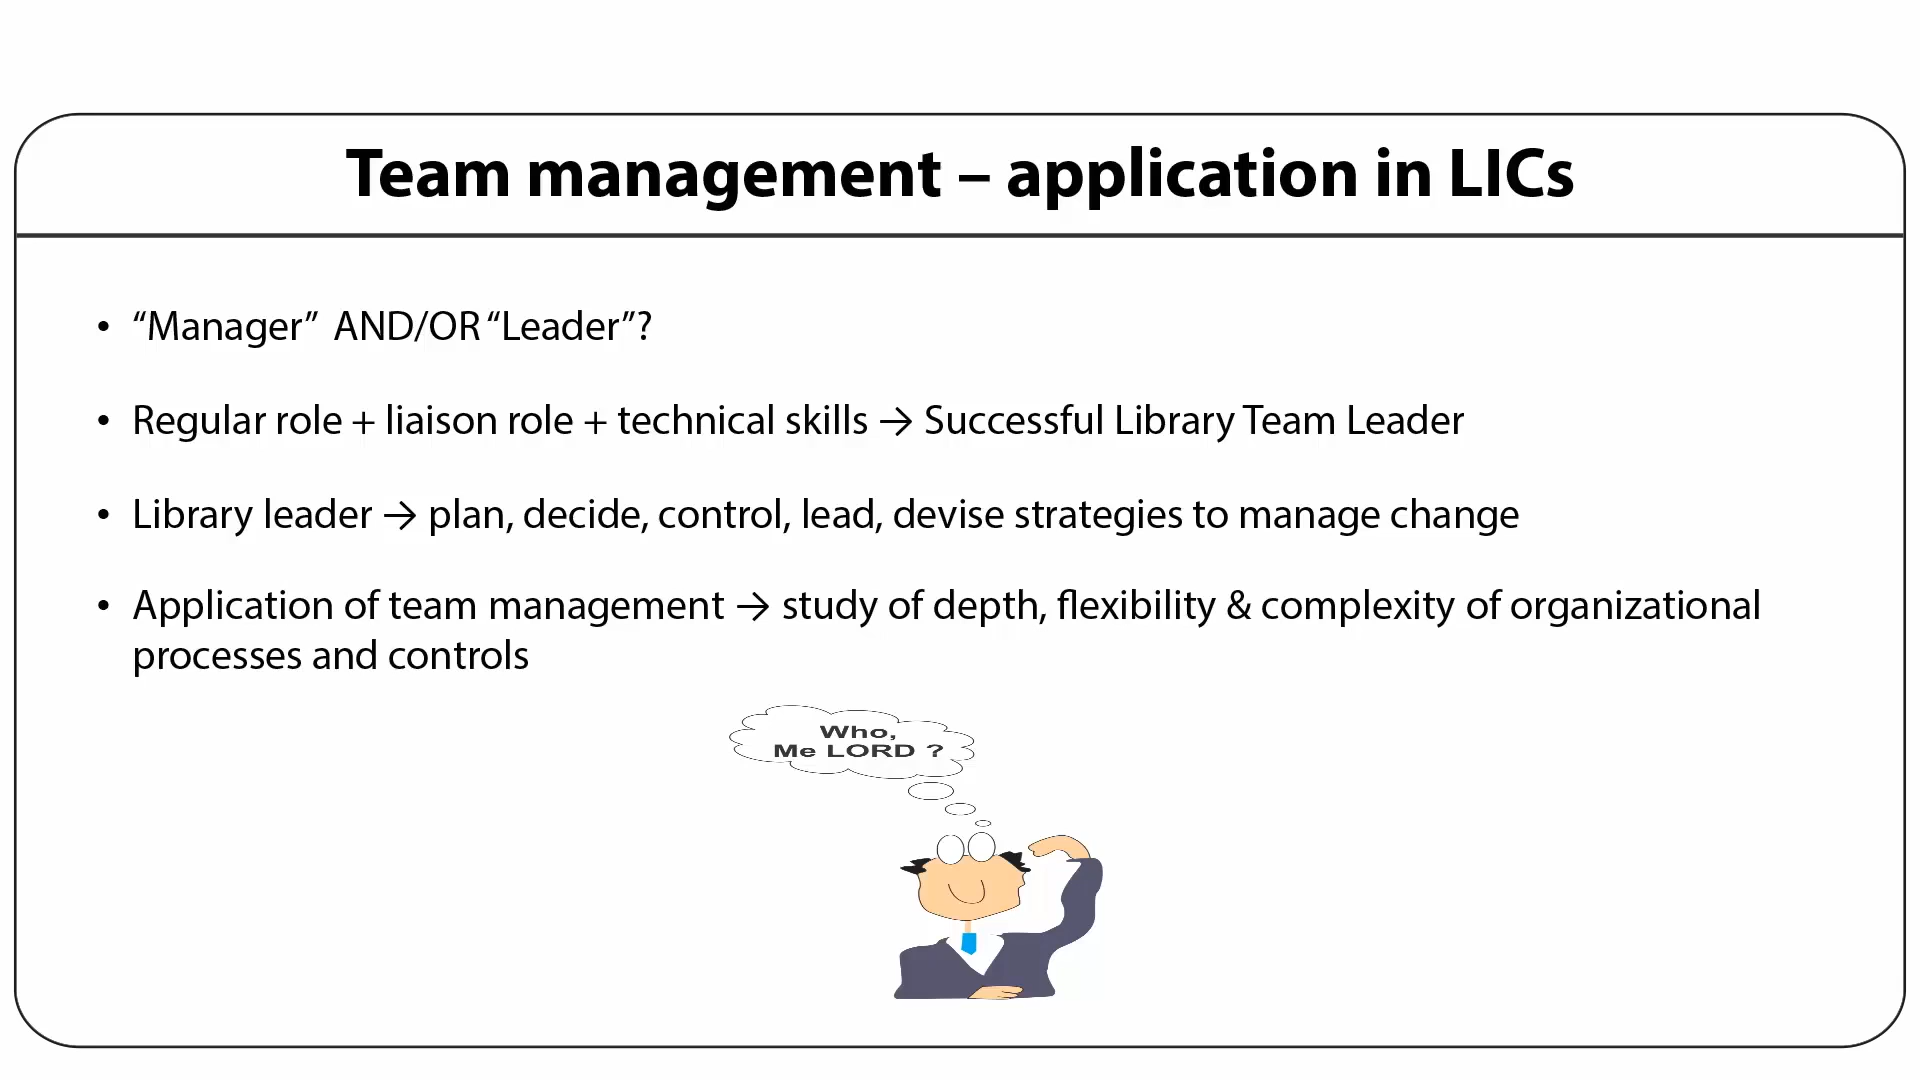 Team management – application in LICs
• “Manager” AND/OR “Leader”?
• Regular role + liaison role + technical skills → Successful Library Team Leader
• Library leader → plan, decide, control, lead, devise strategies to manage change
• Application of team management → study of depth, flexibility & complexity of organizational
processes and controls
Who,
Me LORD ?